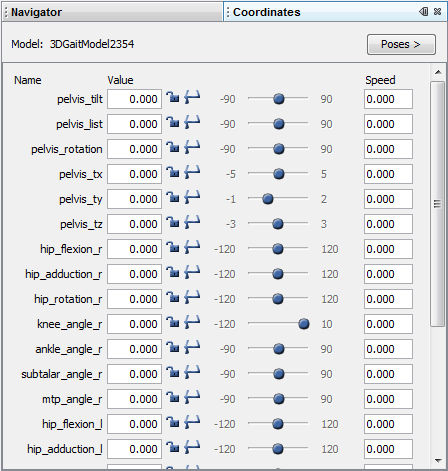 Navigator Coordinates
Model: 3DGaitModel2354 Poses >
Name Value Speed
pelvis_tilt 0.000 -90 90 0.000
pelvis_list 0.000 -90 90 0.000
pelvis_rotation 0.000 -90 90 0.000
pelvis_tx 0.000 -5 5 0.000
pelvis_ty 0.000 -1 2 0.000
pelvis_tz 0.000 -3 3 0.000
hip_flexion_r 0.000 -120 120 0.000
hip_adduction_r 0.000 -120 120 0.000
hip_rotation_r 0.000 -120 120 0.000
knee_angle_r 0.000 -120 10 0.000
ankle_angle_r 0.000 -90 90 0.000
subtalar_angle_r 0.000 -90 90 0.000
mtp_angle_r 0.000 -90 90 0.000
hip_flexion_l 0.000 -120 120 0.000
hip_adduction_l 0.000 -120 120 0.000